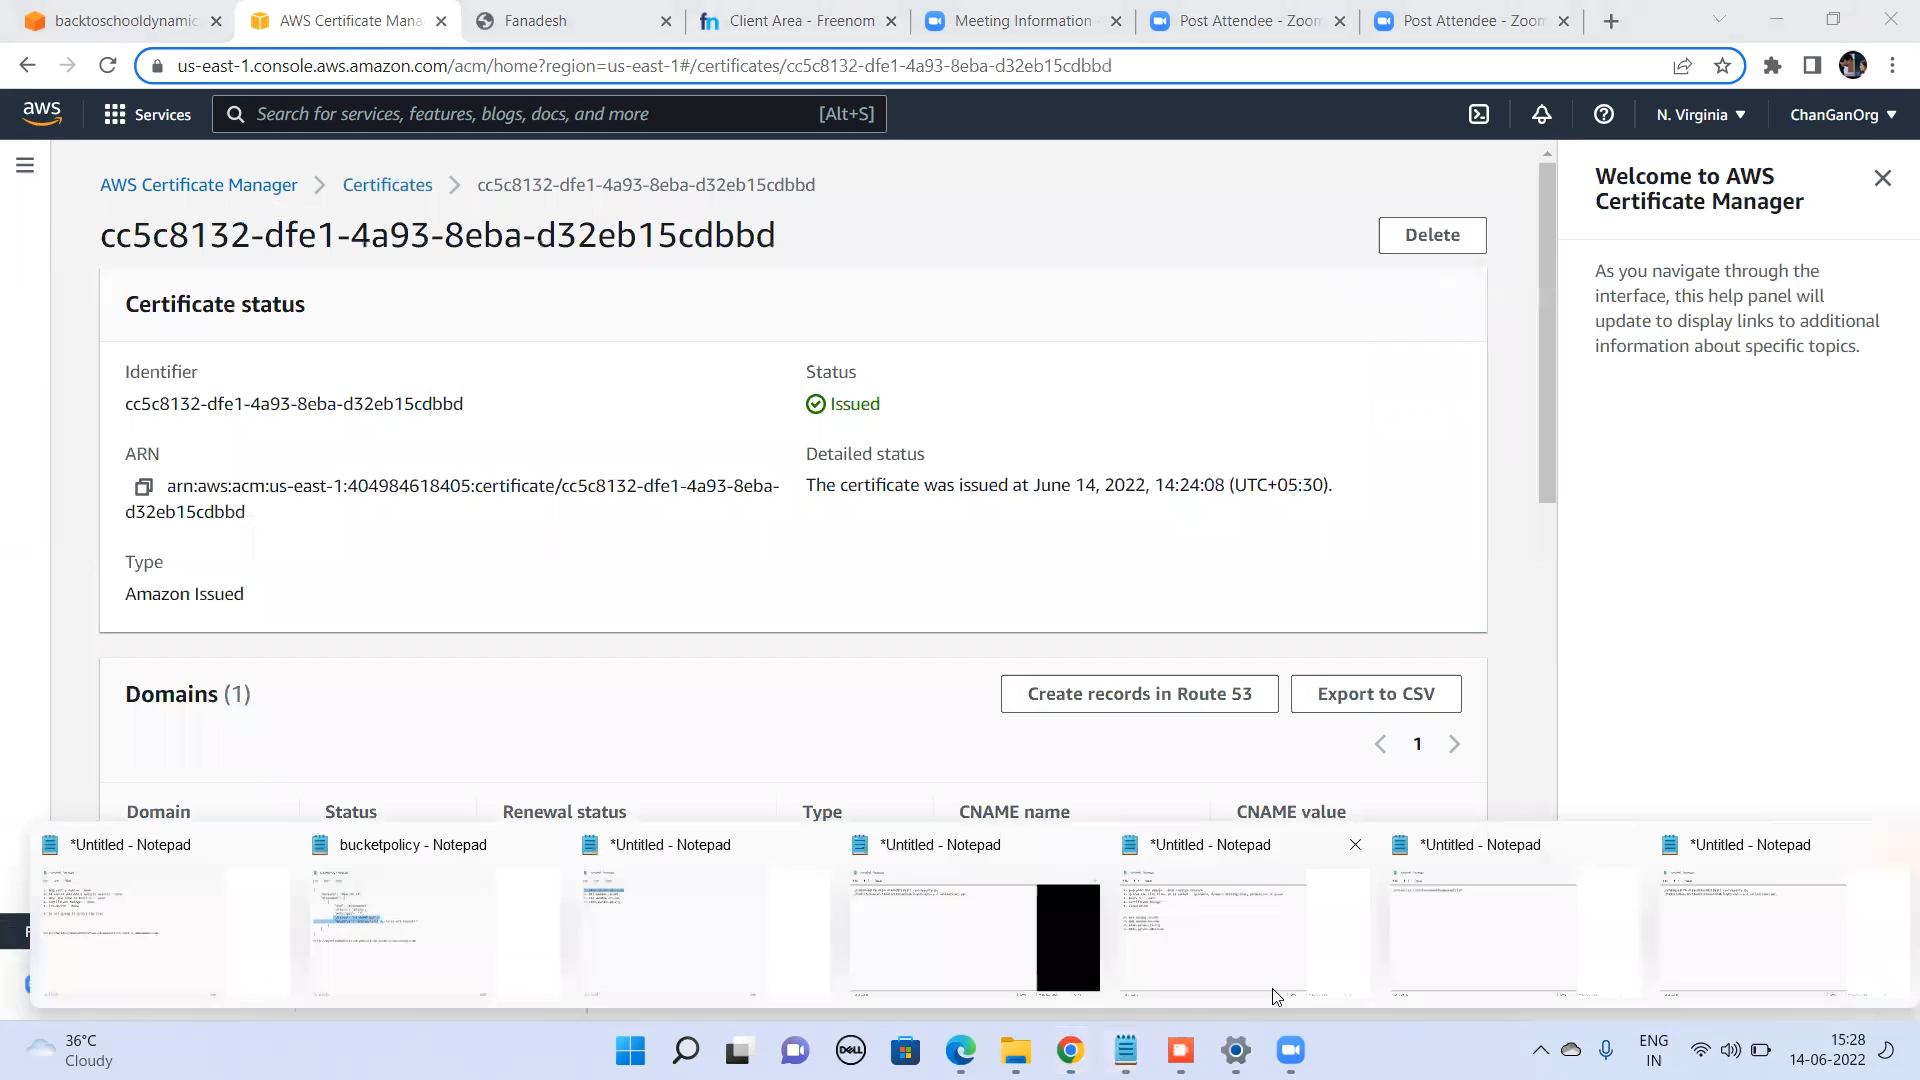 backtoschooldynamic
AWS Certificate Mana
Fanadesh
Client Area - Freenom
Meeting Information
Post Attendee - Zoom
Post Attendee - Zoom
us-east-1.console.aws.amazon.com/acm/home?region=us-east-1#/certificates/cc5c8132-dfe1-4a93-8eba-d32eb15cdbbd
aws
Services
Search for services, features, blogs, docs, and more
[Alt+S]
N. Virginia
ChanGanOrg
AWS Certificate Manager
Certificates
cc5c8132-dfe1-4a93-8eba-d32eb15cdbbd
cc5c8132-dfe1-4a93-8eba-d32eb15cdbbd
Delete
Certificate status
Identifier
cc5c8132-dfe1-4a93-8eba-d32eb15cdbbd
Status
Issued
ARN
arn:aws:acm:us-east-1:404984618405:certificate/cc5c8132-dfe1-4a93-8eba-
d32eb15cdbbd
Detailed status
The certificate was issued at June 14, 2022, 14:24:08 (UTC+05:30).
Type
Amazon Issued
Domains (1)
Create records in Route 53
Export to CSV
1
Domain
Status
Renewal status
Type
CNAME name
CNAME value
Welcome to AWS
Certificate Manager
As you navigate through the
interface, this help panel will
update to display links to additional
information about specific topics.
*Untitled - Notepad
bucketpolicy - Notepad
*Untitled - Notepad
*Untitled - Notepad
*Untitled - Notepad
*Untitled - Notepad
*Untitled - Notepad
36°C
Cloudy
DELL
ENG
IN
15:28
14-06-2022